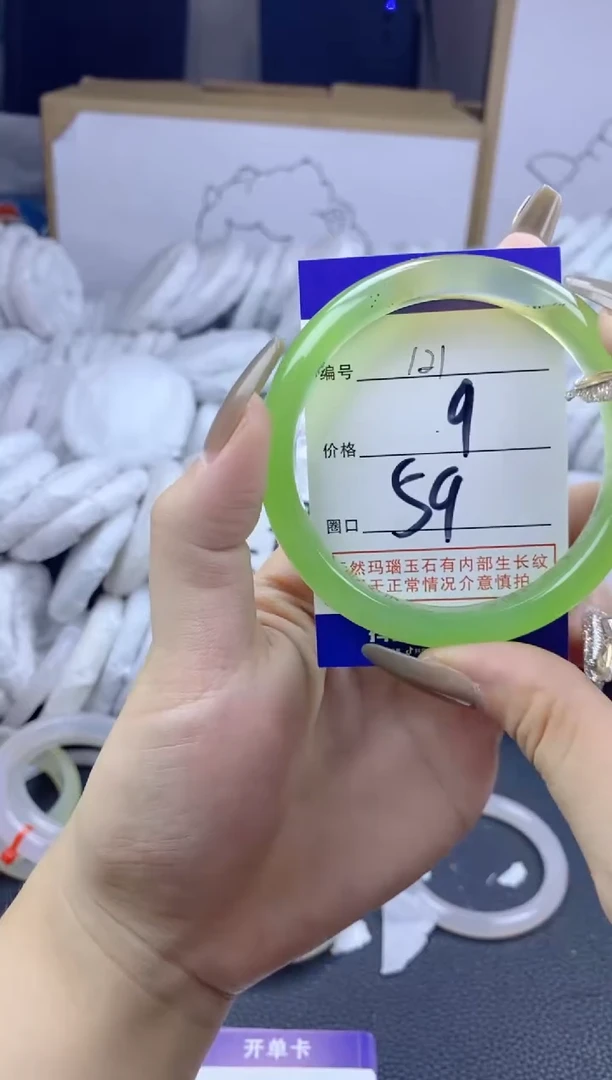 编号 121
价格 9
圈口 59
然玛瑙玉石有内部生长纹
于正常情况介意慎拍
开单卡